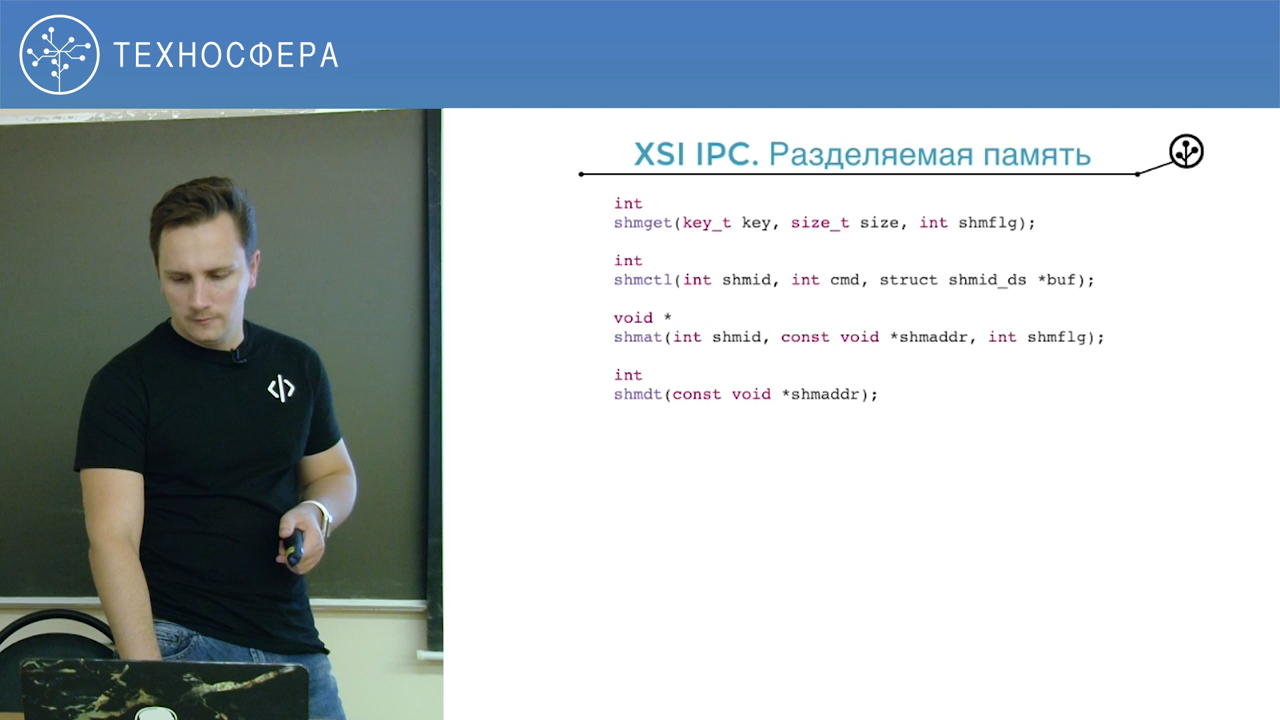 ТЕХНОСФЕРА
XSI IPC. Разделяемая память
int
shmget(key_t key, size_t size, int shmflg);
int
shmctl(int shmid, int cmd, struct shmid_ds *buf);
void *
shmat(int shmid, const void *shmaddr, int shmflg);
int
shmdt(const void *shmaddr);